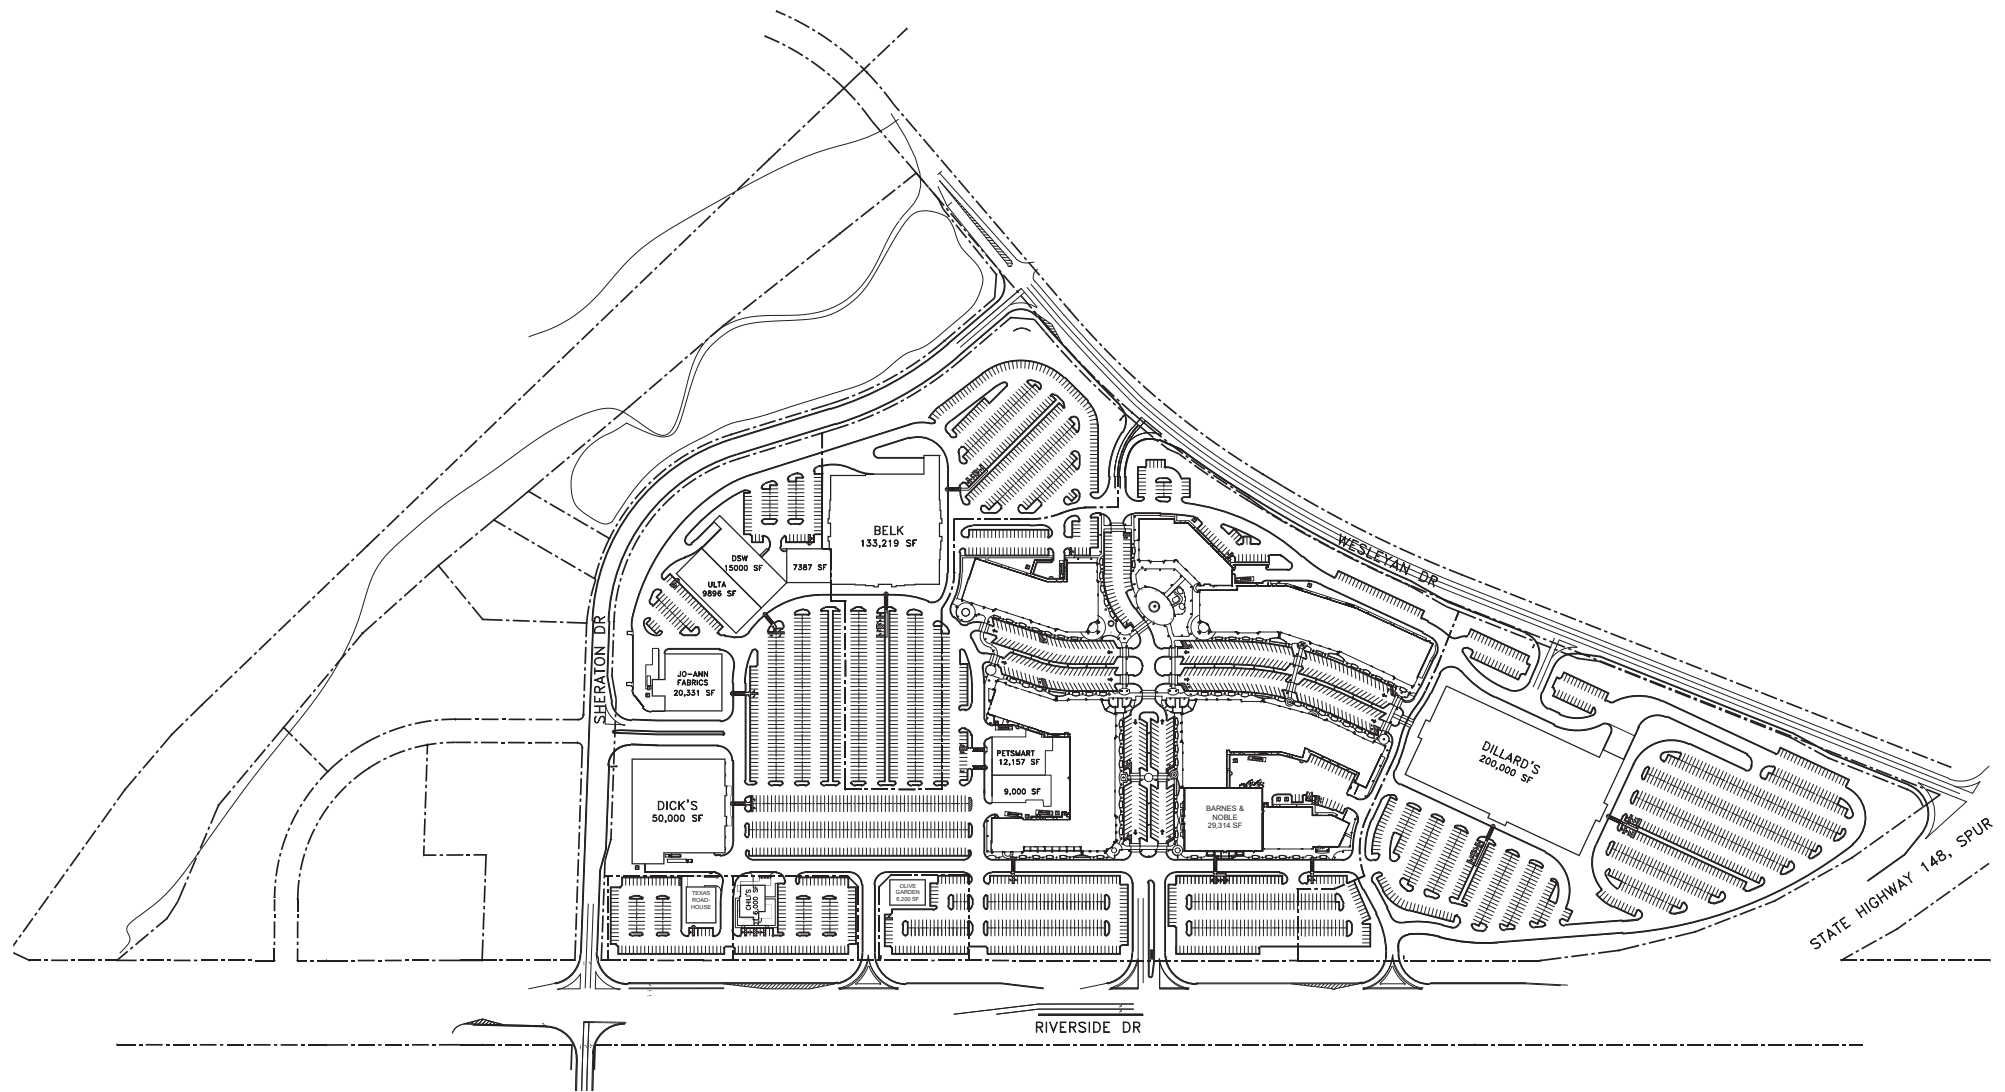 WESLEYAN DR
BELK
133,219 SF
DSW
15000 SF
7387 SF
ULTA
9896 SF
SHERATON DR
JO-ANN
FABRICS
20,331 SF
PETSMART
12,157 SF
9,000 SF
DILLARD'S
200,000 SF
DICK'S
50,000 SF
BARNES &
NOBLE
29,314 SF
STATE HIGHWAY 148, SPUR
TEXAS
ROAD-
HOUSE
CHILI'S
6,000 SF
OLIVE
GARDEN
6,200 SF
RIVERSIDE DR